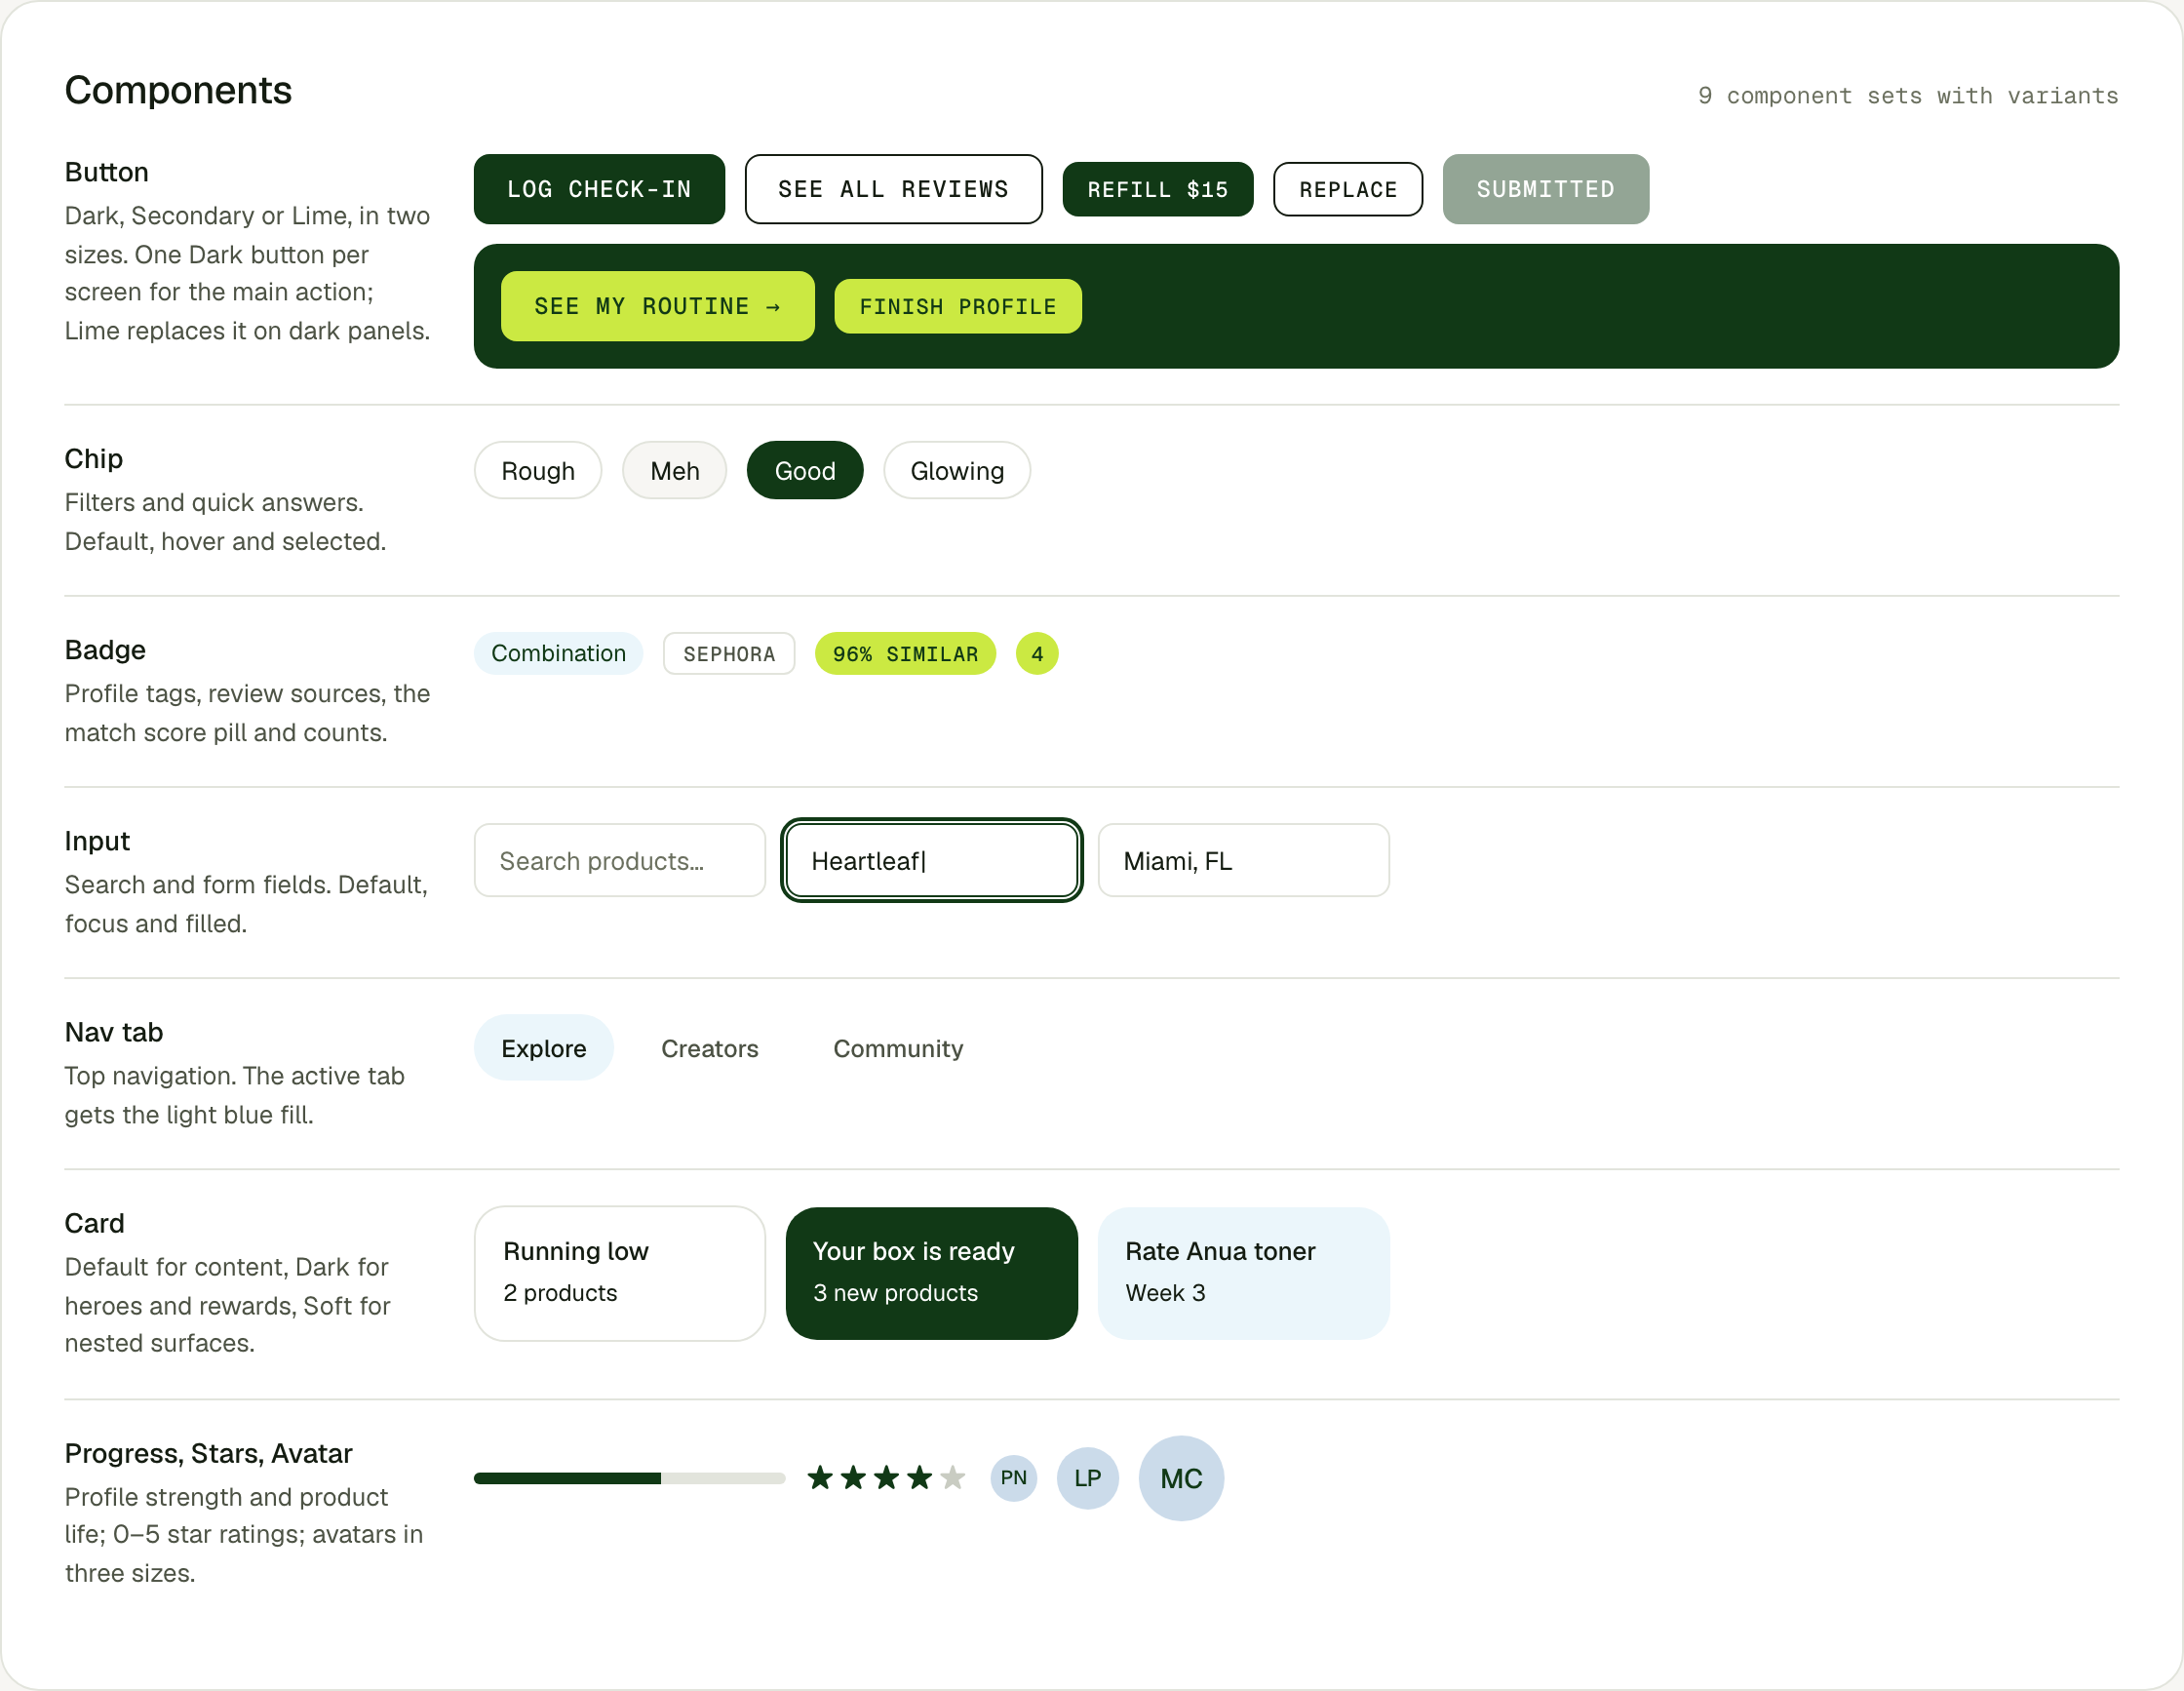 Components
9 component sets with variants
Button
Dark, Secondary or Lime, in two
sizes. One Dark button per
screen for the main action;
Lime replaces it on dark panels.
LOG CHECK-IN
SEE ALL REVIEWS
REFILL $15
REPLACE
SUBMITTED
SEE MY ROUTINE →
FINISH PROFILE
Chip
Filters and quick answers.
Default, hover and selected.
Rough
Meh
Good
Glowing
Badge
Profile tags, review sources, the
match score pill and counts.
Combination
SEPHORA
96% SIMILAR
4
Input
Search and form fields. Default,
focus and filled.
Search products…
Heartleaf|
Miami, FL
Nav tab
Top navigation. The active tab
gets the light blue fill.
Explore
Creators
Community
Card
Default for content, Dark for
heroes and rewards, Soft for
nested surfaces.
Running low
2 products
Your box is ready
3 new products
Rate Anua toner
Week 3
Progress, Stars, Avatar
Profile strength and product
life; 0–5 star ratings; avatars in
three sizes.
PN
LP
MC